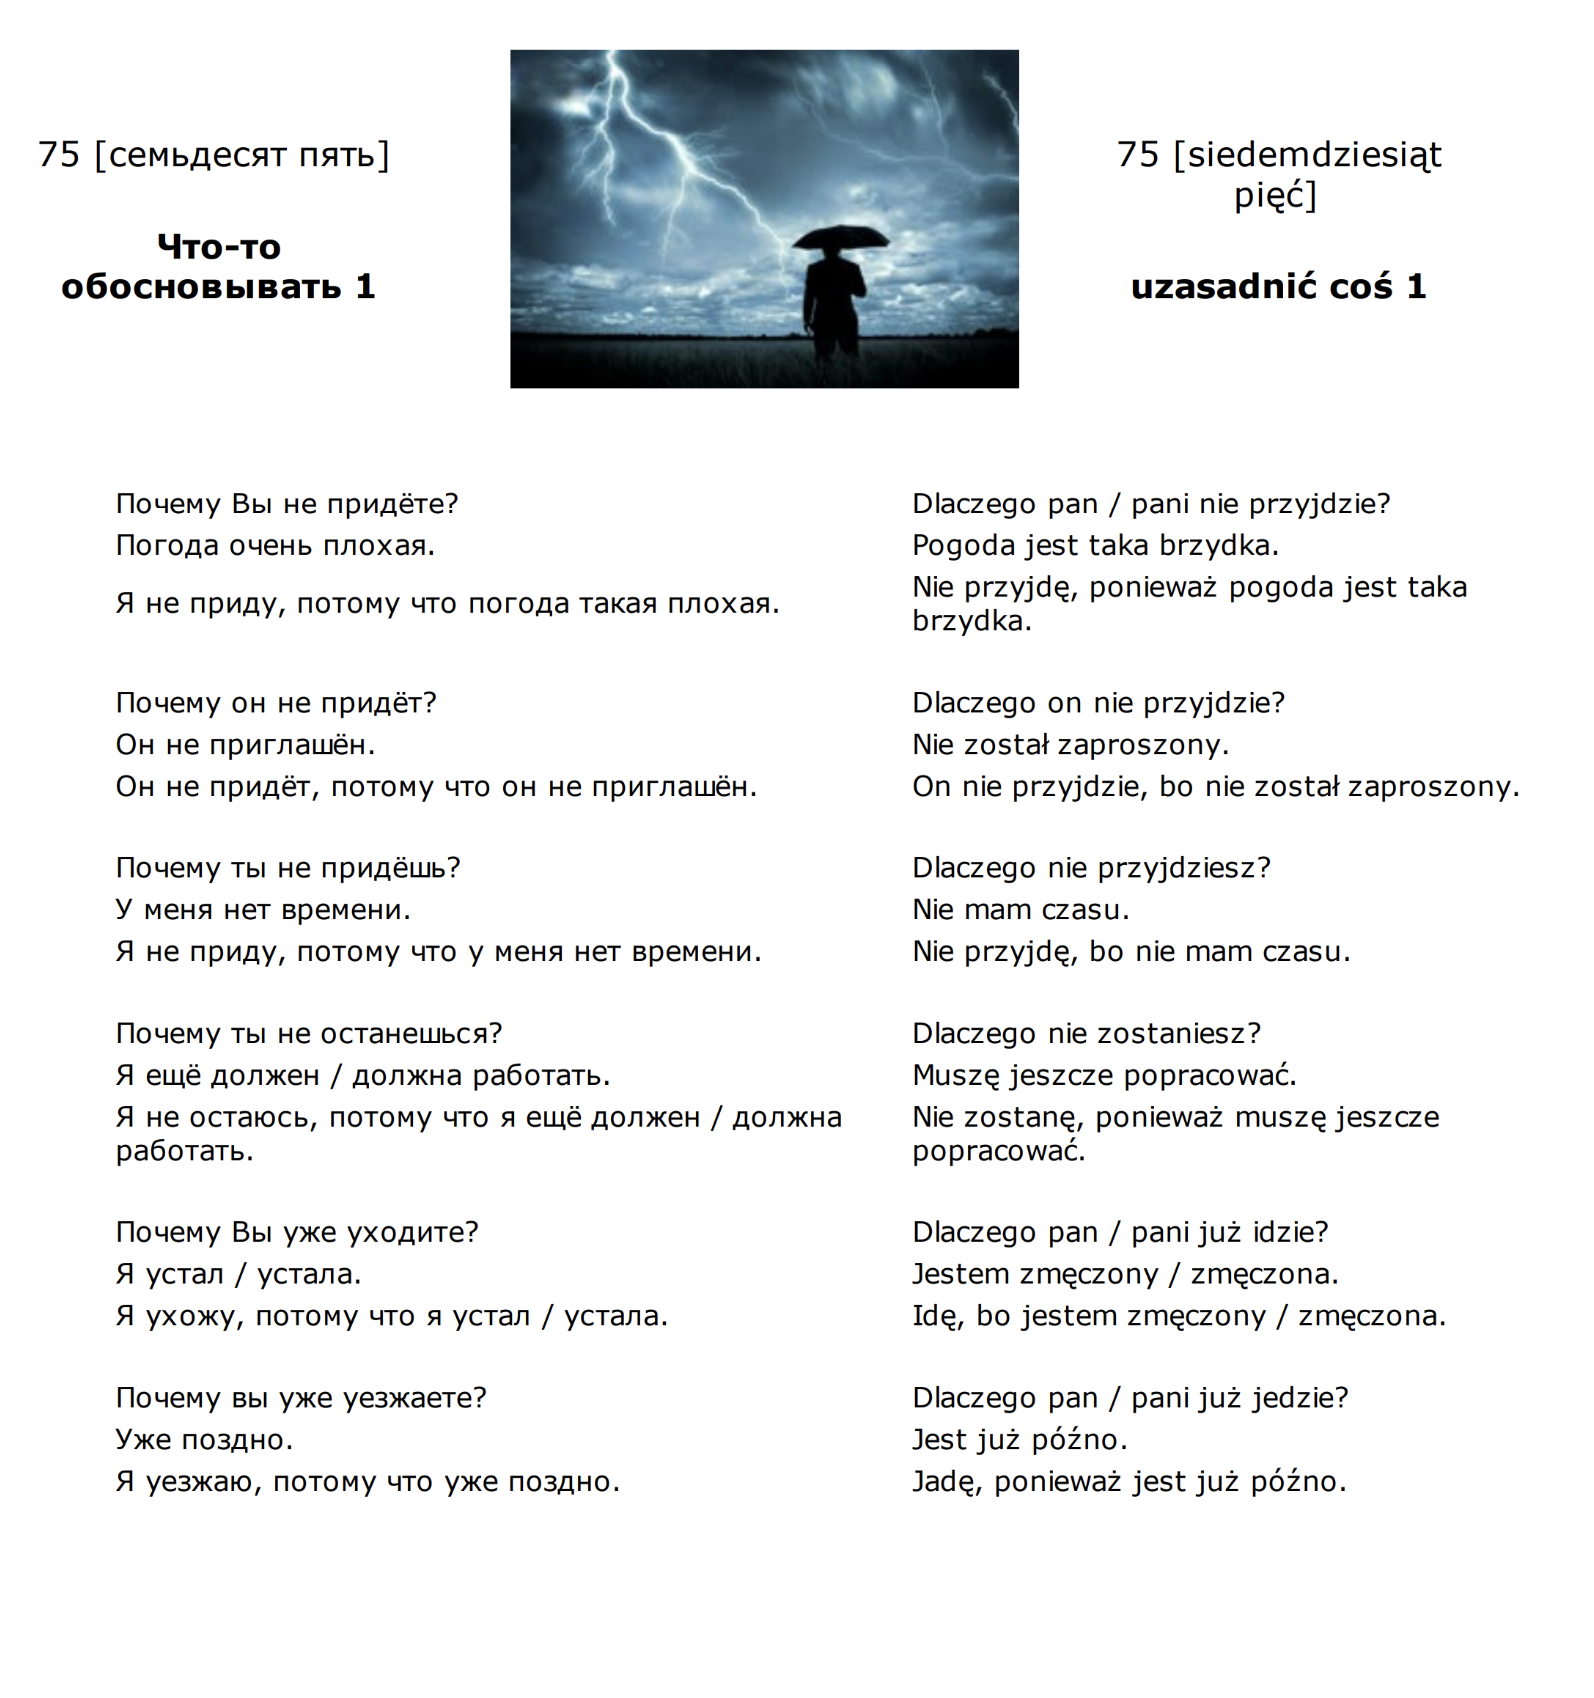 75 [семьдесят пять]
Что-то
обосновывать 1
75 [siedemdziesiąt
pięć]
uzasadnić coś 1
Почему Вы не придёте?
Dlaczego pan / pani nie przyjdzie?
Погода очень плохая.
Pogoda jest taka brzydka.
Я не приду, потому что погода такая плохая.
Nie przyjdę, ponieważ pogoda jest taka
brzydka.
Почему он не придёт?
Dlaczego on nie przyjdzie?
Он не приглашён.
Nie został zaproszony.
Он не придёт, потому что он не приглашён.
On nie przyjdzie, bo nie został zaproszony.
Почему ты не придёшь?
Dlaczego nie przyjdziesz?
У меня нет времени.
Nie mam czasu.
Я не приду, потому что у меня нет времени.
Nie przyjdę, bo nie mam czasu.
Почему ты не останешься?
Dlaczego nie zostaniesz?
Я ещё должен / должна работать.
Muszę jeszcze popracować.
Я не остаюсь, потому что я ещё должен / должна
работать.
Nie zostanę, ponieważ muszę jeszcze
popracować.
Почему Вы уже уходите?
Dlaczego pan / pani już idzie?
Я устал / устала.
Jestem zmęczony / zmęczona.
Я ухожу, потому что я устал / устала.
Idę, bo jestem zmęczony / zmęczona.
Почему вы уже уезжаете?
Dlaczego pan / pani już jedzie?
Уже поздно.
Jest już późno.
Я уезжаю, потому что уже поздно.
Jadę, ponieważ jest już późno.